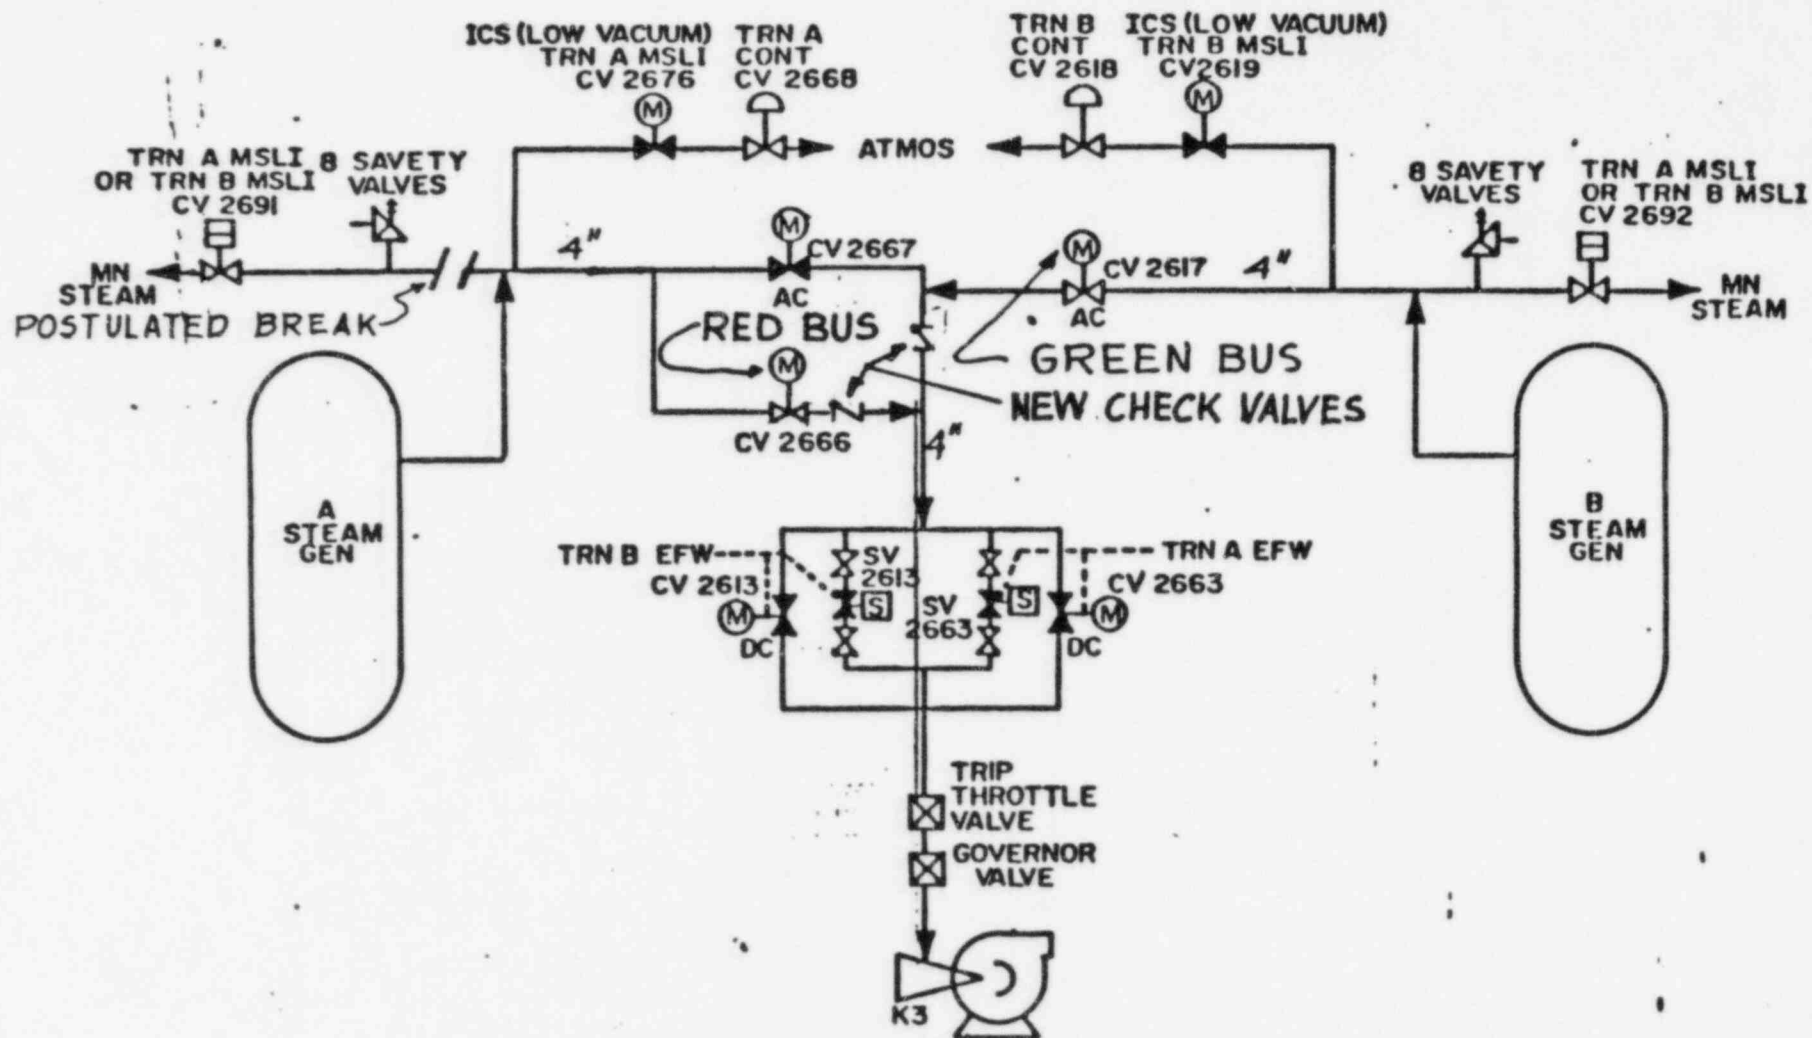 ICS (LOW VACUUM)
TRN A MSLI
CV 2676
TRN A
CONT
CV 2668
TRN B
CONT
CV 2618
ICS (LOW VACUUM)
TRN B MSLI
CV2619
M
M
ATMOS
TRN A MSLI
OR TRN B MSLI
CV 2691
8 SAVETY
VALVES
8 SAVETY
VALVES
TRN A MSLI
OR TRN B MSLI
CV 2692
MN
STEAM
POSTULATED BREAK
4"
M
CV 2667
AC
M
CV 2617
AC
4"
MN
STEAM
RED BUS
M
CV 2666
GREEN BUS
NEW CHECK VALVES
4"
A
STEAM
GEN
B
STEAM
GEN
TRN B EFW
CV 2613
M
DC
SV
2613
S
SV
2663
S
TRN A EFW
CV 2663
M
DC
TRIP
THROTTLE
VALVE
GOVERNOR
VALVE
K3